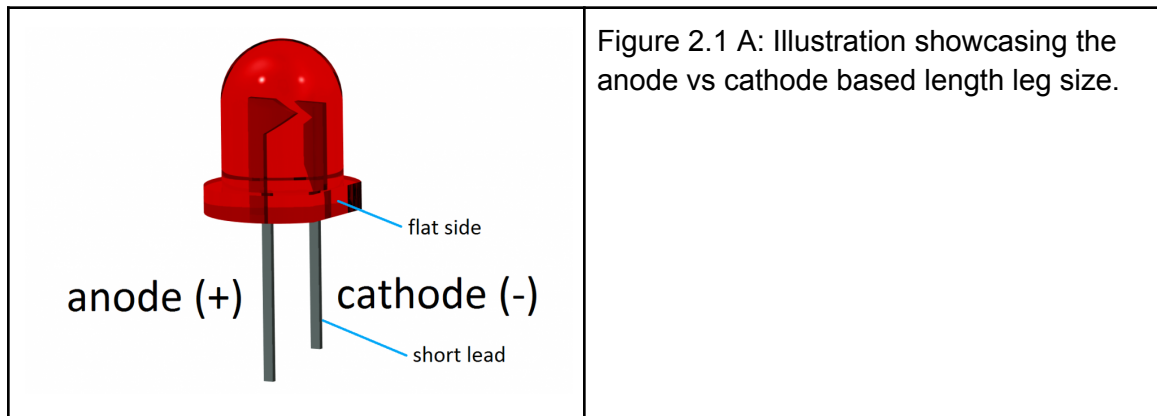 flat side
anode (+) cathode (-)
short lead
Figure 2.1 A: Illustration showcasing the
anode vs cathode based length leg size.